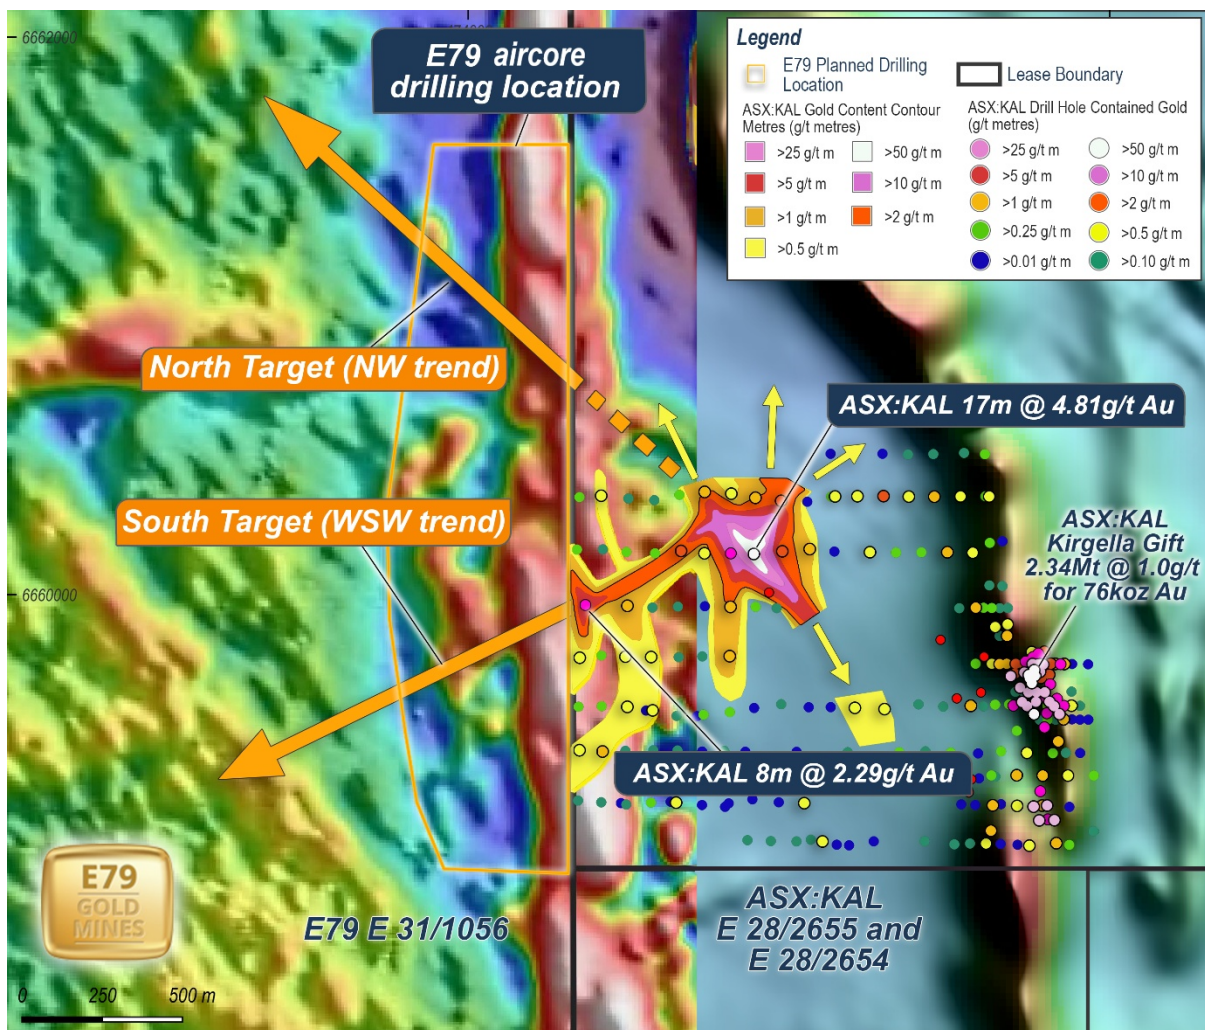 6662000
E79 aircore
drilling location
Legend
E79 Planned Drilling
Location
Lease Boundary
ASX:KAL Gold Content Contour
Metres (g/t metres)
>25 g/t m
>50 g/t m
>5 g/t m
>10 g/t m
>1 g/t m
>2 g/t m
>0.5 g/t m
ASX:KAL Drill Hole Contained Gold
(g/t metres)
>25 g/t m
>50 g/t m
>5 g/t m
>10 g/t m
>1 g/t m
>2 g/t m
>0.25 g/t m
>0.5 g/t m
>0.01 g/t m
>0.10 g/t m
North Target (NW trend)
ASX:KAL 17m @ 4.81g/t Au
South Target (WSW trend)
ASX:KAL
Kirgella Gift
2.34Mt @ 1.0g/t
for 76koz Au
6660000
ASX:KAL 8m @ 2.29g/t Au
E79
GOLD
MINES
E79 E 31/1056
ASX:KAL
E 28/2655 and
E 28/2654
0 250 500 m